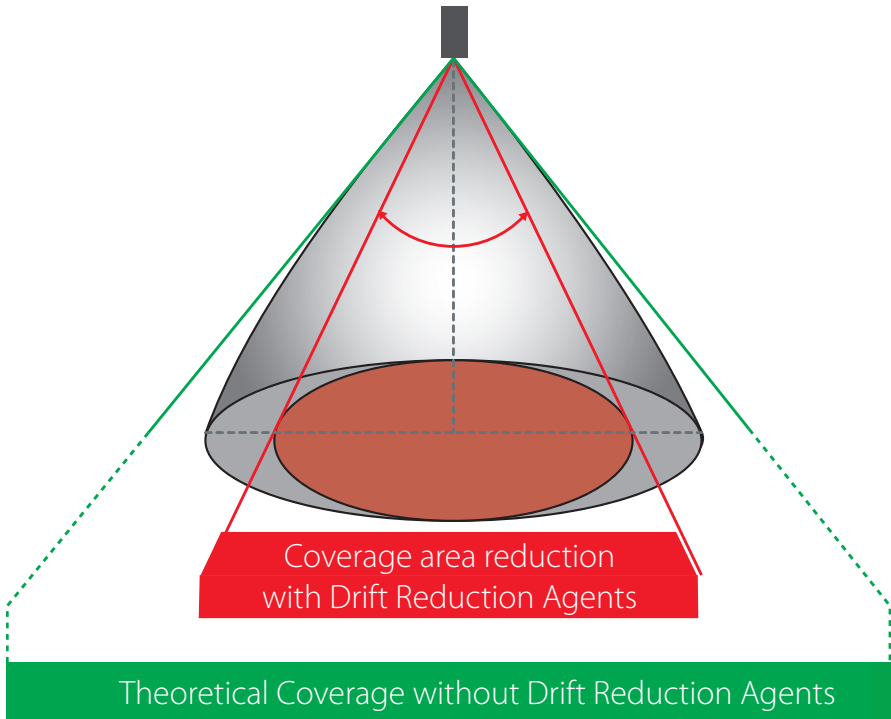 Coverage area reduction
with Drift Reduction Agents
Theoretical Coverage without Drift Reduction Agents